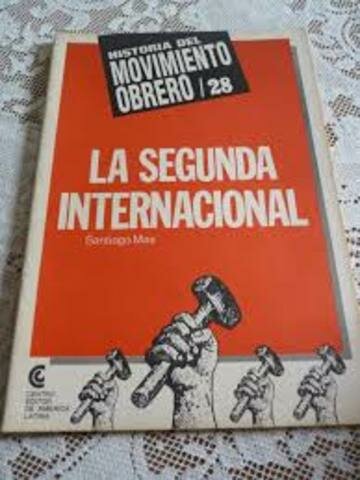 HISTORIA DEL
MOVIMIENTO
OBRERO / 28
LA SEGUNDA
INTERNACIONAL
Santiago Mas
CENTRO
EDITOR
DE AMERICA
LATINA